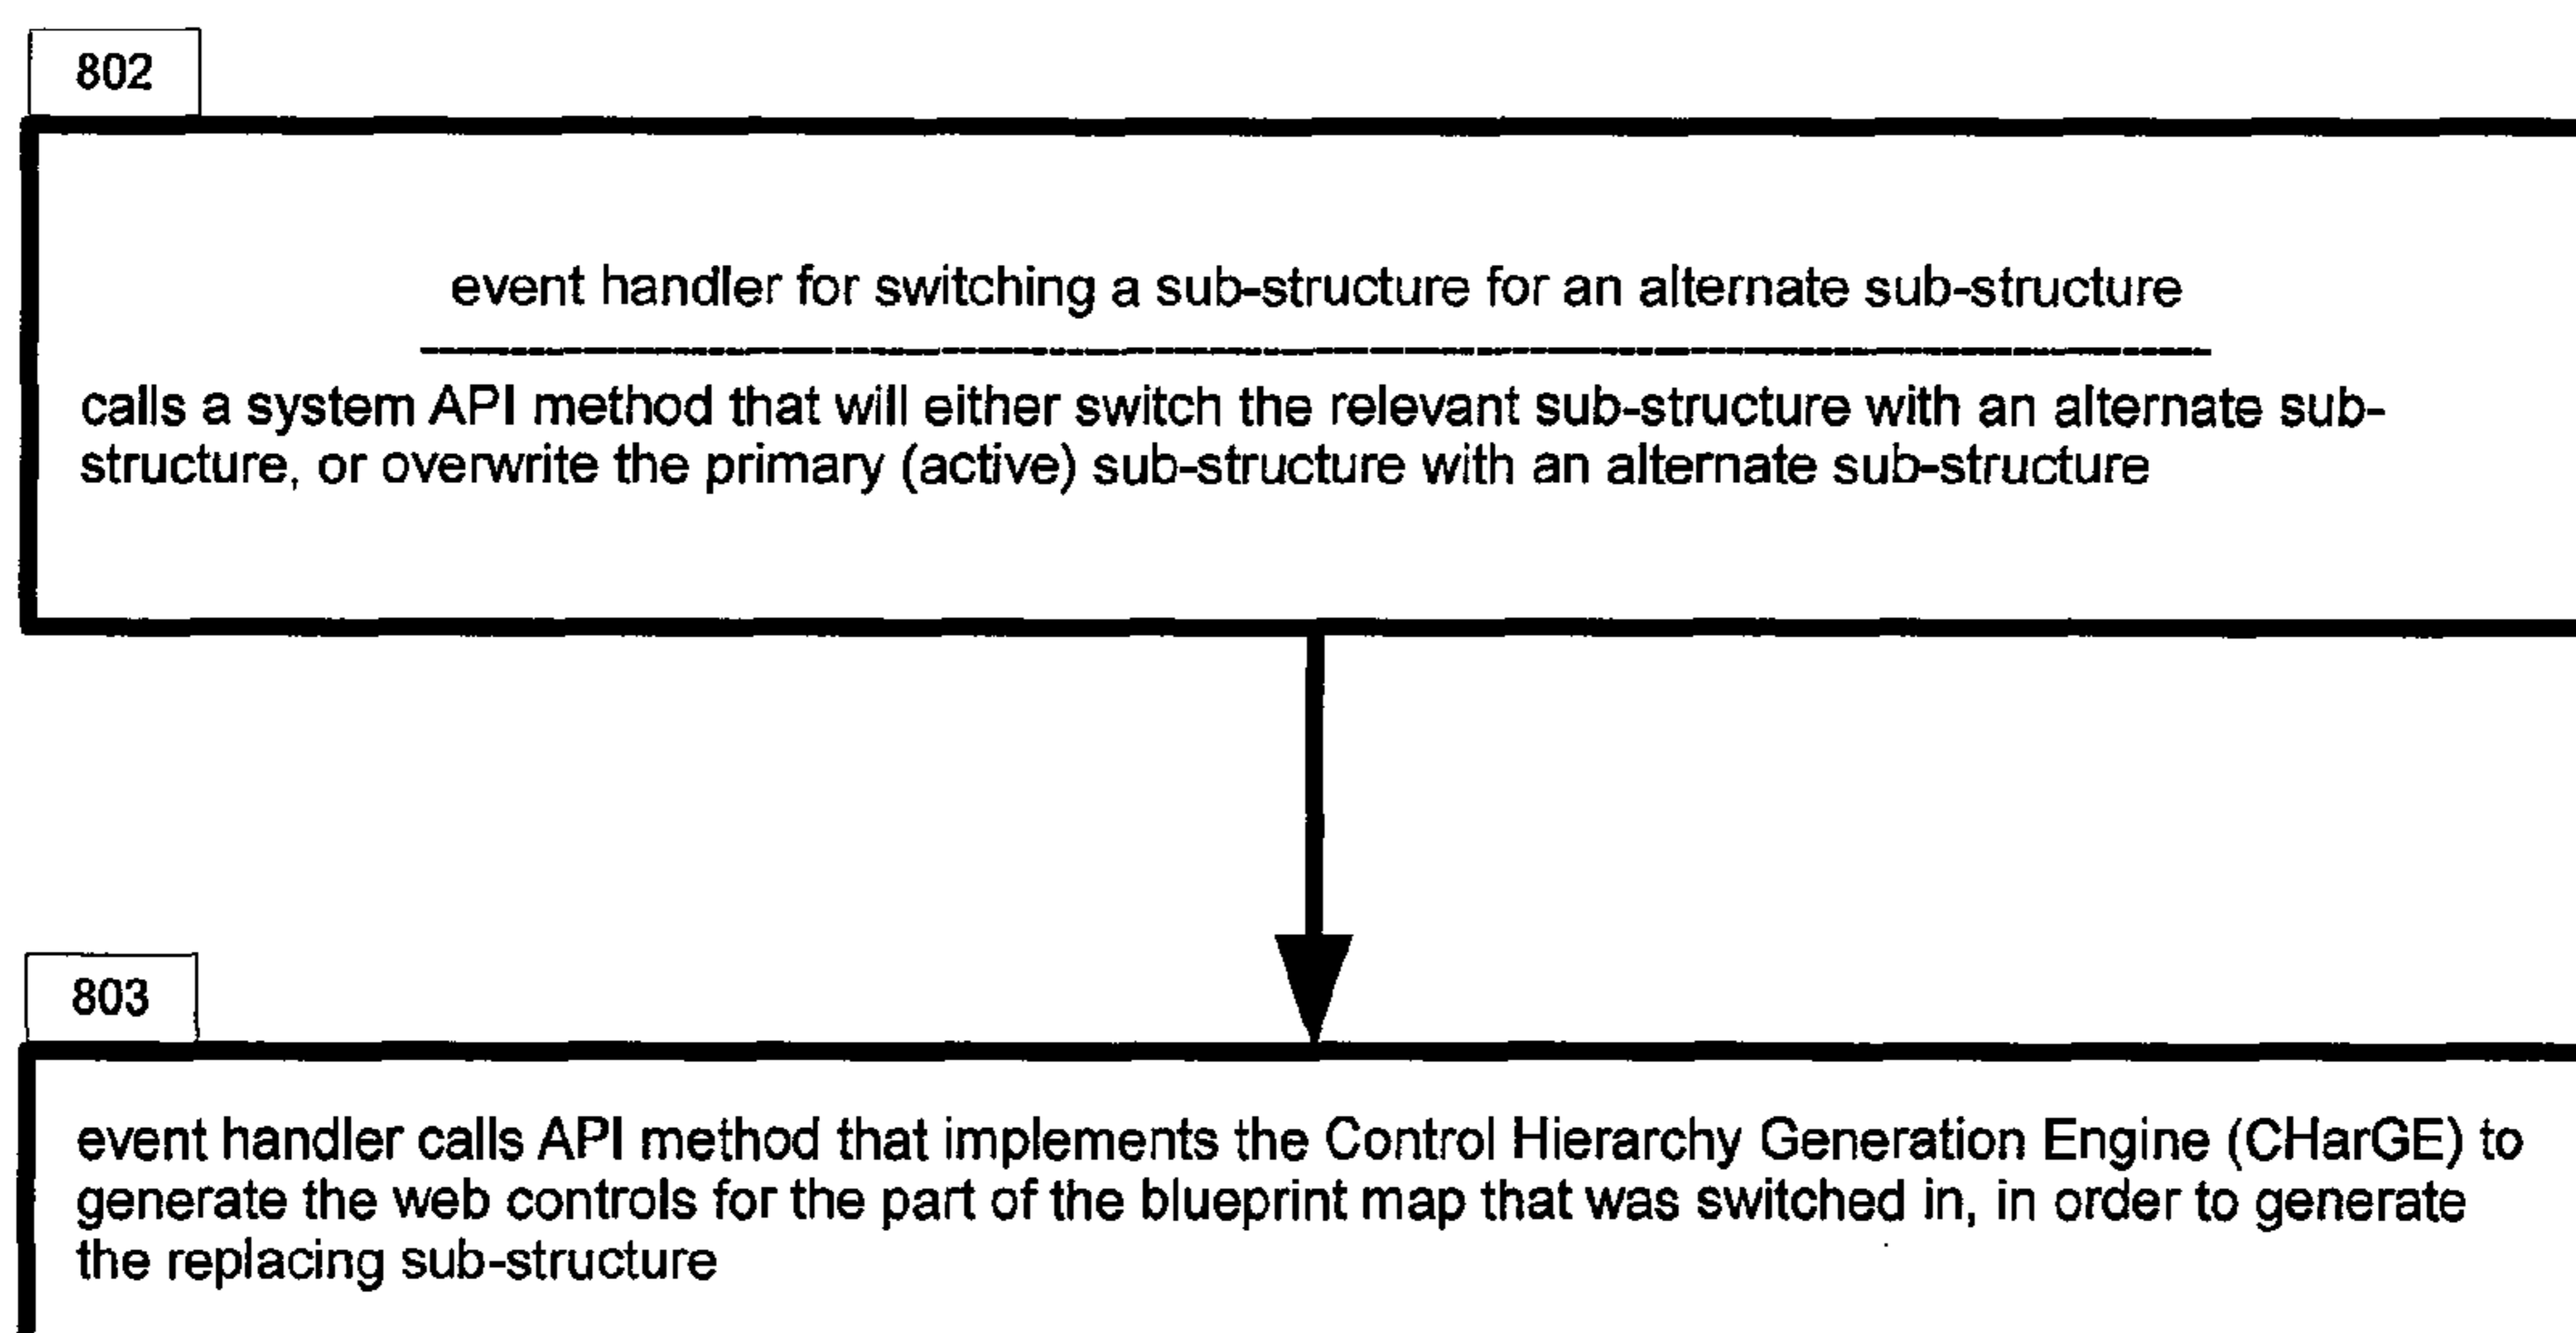 802
event handler for switching a sub-structure for an alternate sub-structure
calls a system API method that will either switch the relevant sub-structure with an alternate sub-
structure, or overwrite the primary (active) sub-structure with an alternate sub-structure
803
event handler calls API method that implements the Control Hierarchy Generation Engine (CHarGE) to
generate the web controls for the part of the blueprint map that was switched in, in order to generate
the replacing sub-structure